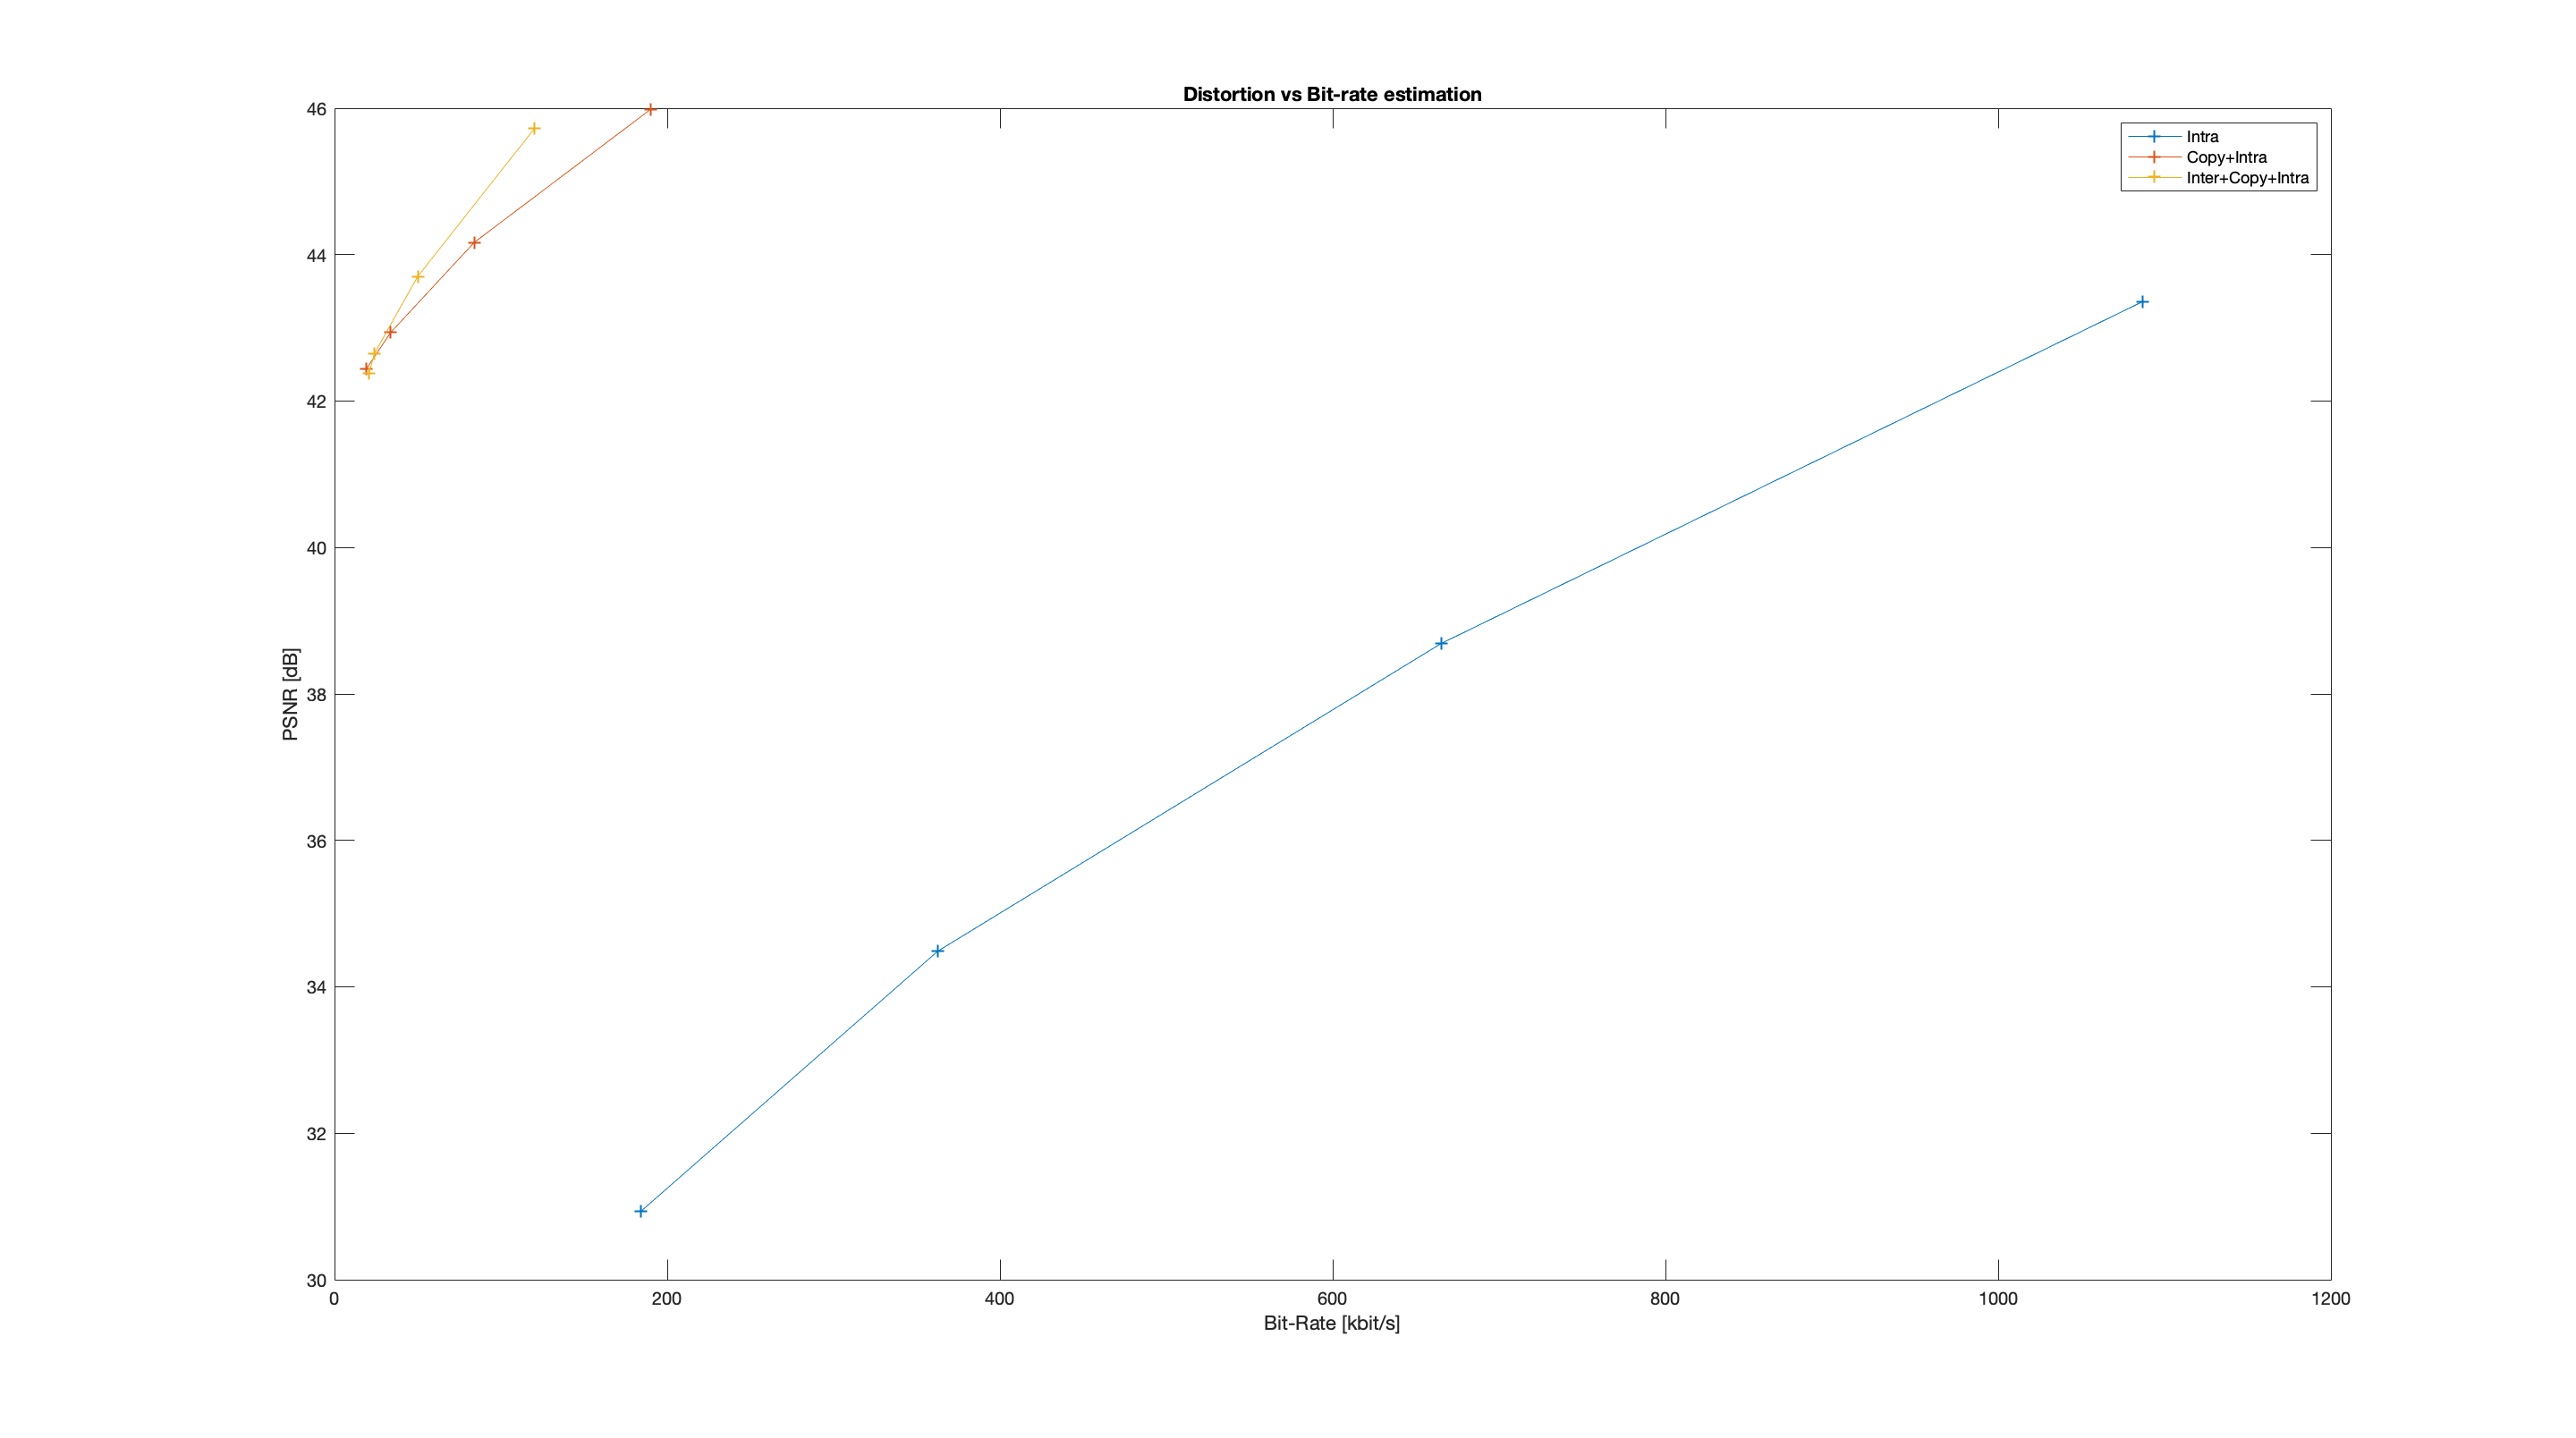 Distortion vs Bit-rate estimation
46
44
42
40
38
36
34
32
30
PSNR [dB]
Intra
Copy+Intra
Inter+Copy+Intra
0 200 400 600 800 1000 1200
Bit-Rate [kbit/s]